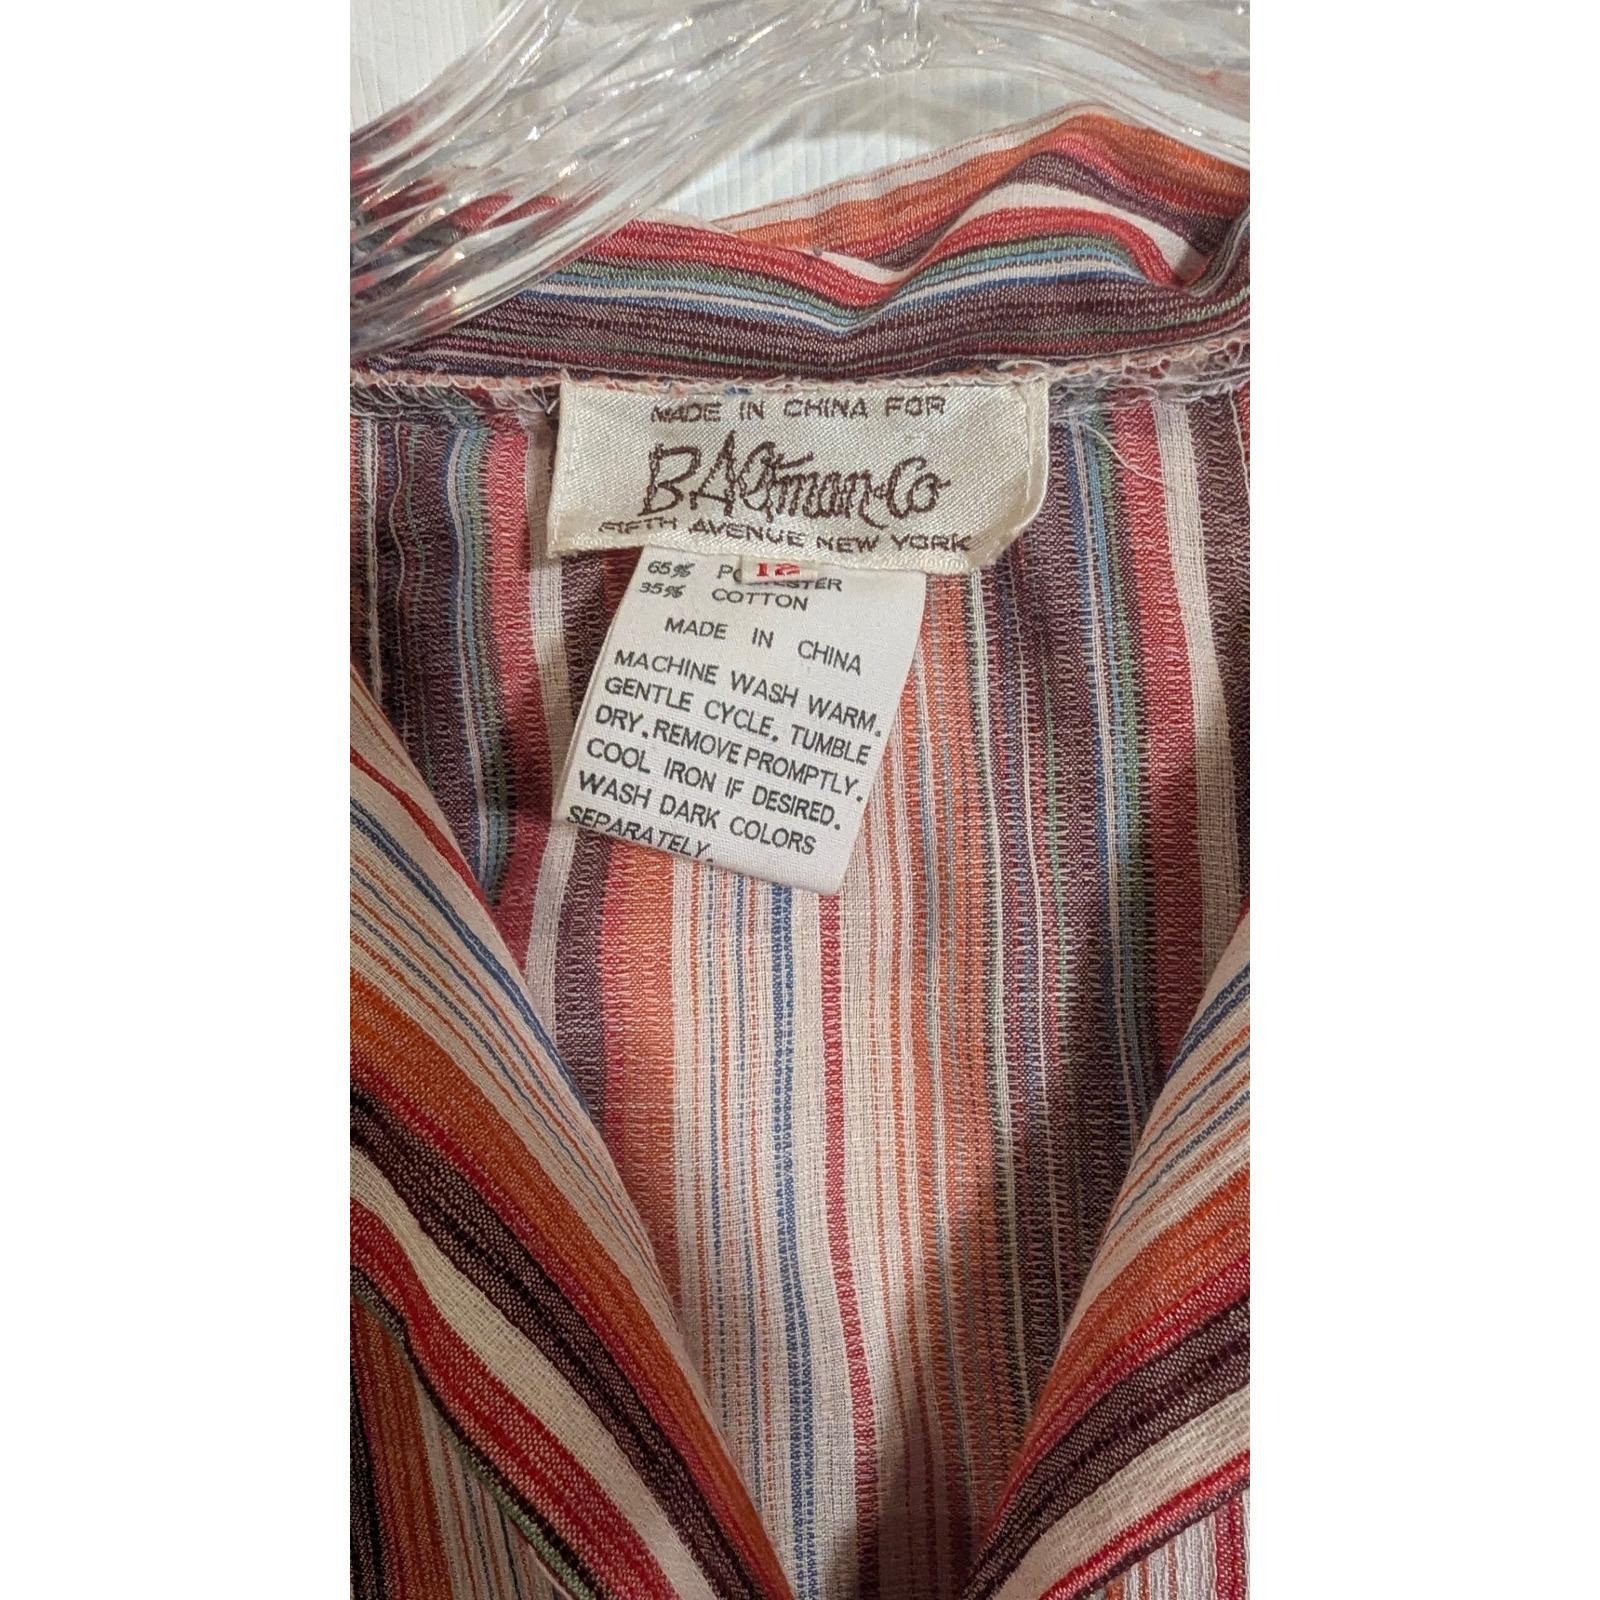 MADE IN CHINA FOR
B Altman & Co
FIFTH AVENUE NEW YORK
12
65% POLYESTER
35% COTTON
MADE IN CHINA
MACHINE WASH WARM.
GENTLE CYCLE. TUMBLE
DRY. REMOVE PROMPTLY.
COOL IRON IF DESIRED.
WASH DARK COLORS
SEPARATELY.